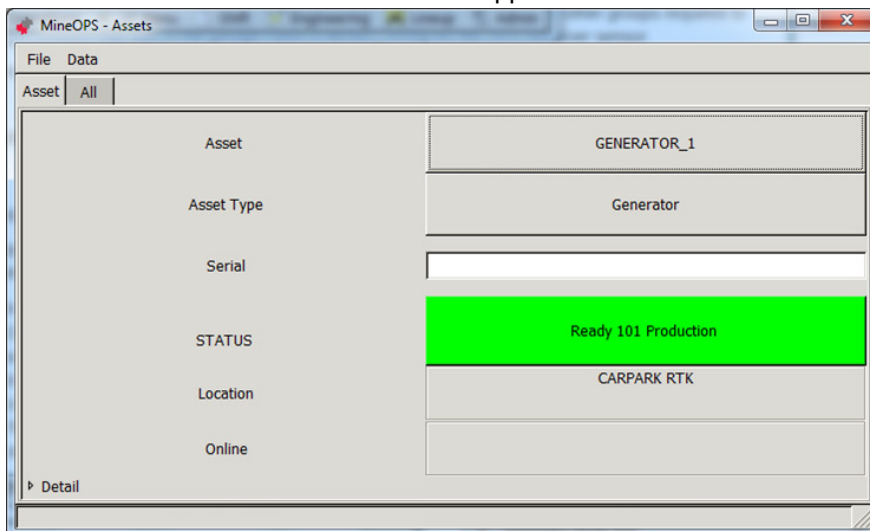 MineOPS - Assets
File Data
Asset All
Asset GENERATOR_1
Asset Type Generator
Serial
STATUS Ready 101 Production
Location CARPARK RTK
Online
Detail